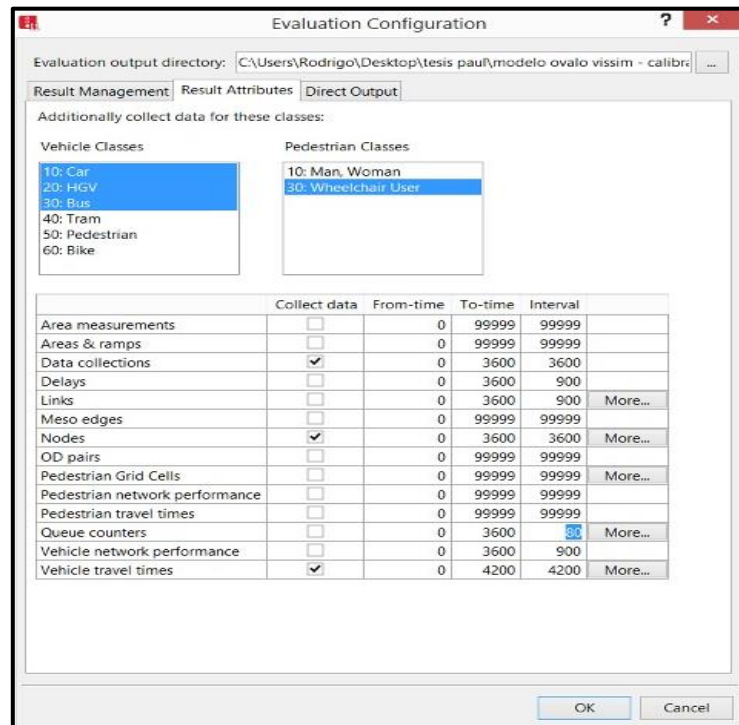 Evaluation Configuration ? ×
Evaluation output directory: C:\Users\Rodrigo\Desktop\tesis paul\modelo ovalo vissim - calibra ...
Result Management Result Attributes Direct Output
Additionally collect data for these classes:
Vehicle Classes Pedestrian Classes
10: Car 10: Man, Woman
20: HGV 30: Wheelchair User
30: Bus
40: Tram
50: Pedestrian
60: Bike
Collect data From-time To-time Interval
Area measurements 0 99999 99999
Areas & ramps 0 99999 99999
Data collections 0 3600 3600
Delays 0 3600 900
Links 0 3600 900 More...
Meso edges 0 99999 99999
Nodes 0 3600 3600 More...
OD pairs 0 99999 99999
Pedestrian Grid Cells 0 99999 99999 More...
Pedestrian network performance 0 99999 99999
Pedestrian travel times 0 99999 99999
Queue counters 0 3600 80 More...
Vehicle network performance 0 3600 900
Vehicle travel times 0 4200 4200 More...
OK Cancel